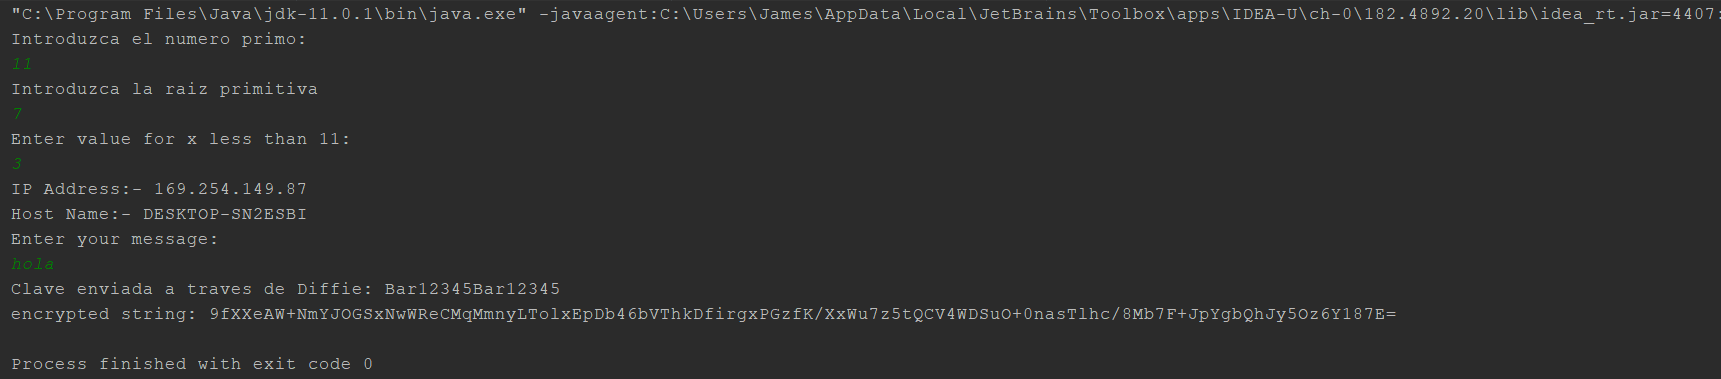 "C:\Program Files\Java\jdk-11.0.1\bin\java.exe" -javaagent:C:\Users\James\AppData\Local\JetBrains\Toolbox\apps\IDEA-U\ch-0\182.4892.20\lib\idea_rt.jar=4407:
Introduzca el numero primo:
11
Introduzca la raiz primitiva
7
Enter value for x less than 11:
3
IP Address:- 169.254.149.87
Host Name:- DESKTOP-SN2ESBI
Enter your message:
hola
Clave enviada a traves de Diffie: Bar12345Bar12345
encrypted string: 9fXXeAW+NmYJOGSxNwWReCMqMmnyLTolxEpDb46bVThkDfirgxPGzfK/XxWu7z5tQCV4WDSuO+0nasTlhc/8Mb7F+JpYgbQhJy5Oz6Y187E=
Process finished with exit code 0